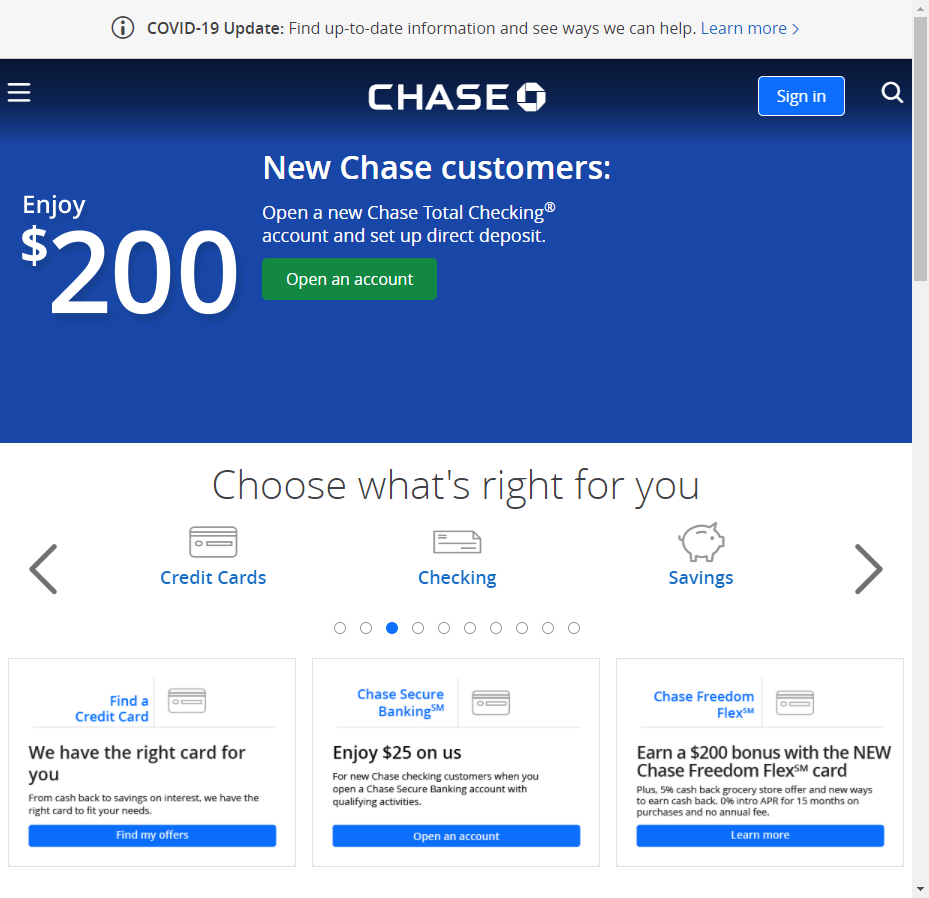 COVID-19 Update: Find up-to-date information and see ways we can help. Learn more
CHASE
Sign in
Enjoy
$200
New Chase customers:
Open a new Chase Total Checking®
account and set up direct deposit.
Open an account
Choose what's right for you
Credit Cards
Checking
Savings
Find a
Credit Card
We have the right card for
you
From cash back to savings on interest, we have the
right card to fit your needs.
Find my offers
Chase Secure
Banking℠
Enjoy $25 on us
For new Chase checking customers when you
open a Chase Secure Banking account with
qualifying activities.
Open an account
Chase Freedom
Flex℠
Earn a $200 bonus with the NEW
Chase Freedom Flex℠ card
Plus, 5% cash back grocery store offer and new ways
to earn cash back. 0% intro APR for 15 months on
purchases and no annual fee.
Learn more